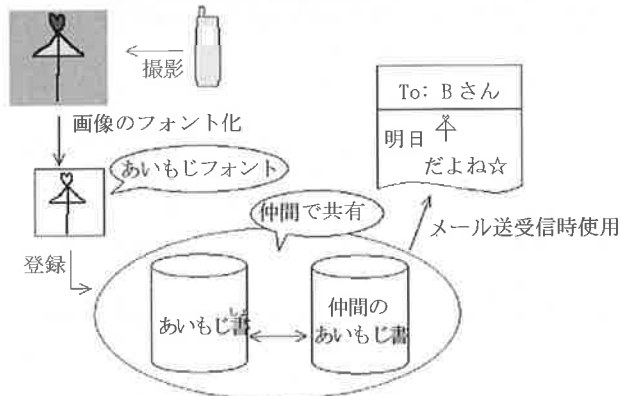 撮影
画像のフォント化
あいもじフォント
登録
仲間で共有
あいもじ書
仲間の
あいもじ書
To: Bさん
明日
だよね☆
メール送受信時使用